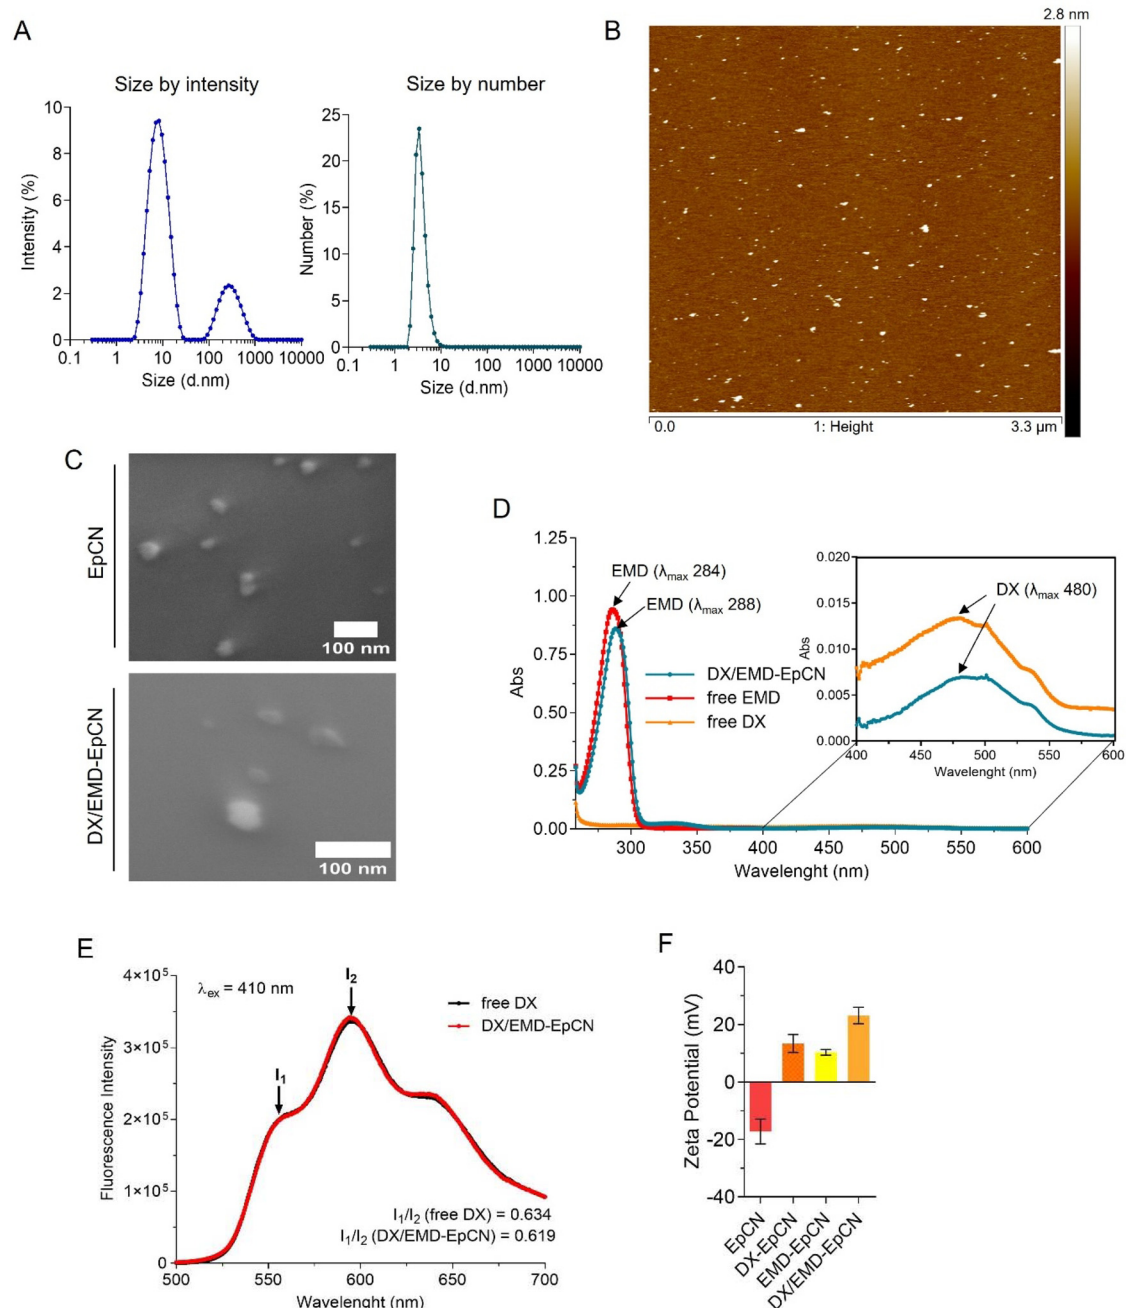 A
Size by intensity
Intensity (%)
10
8
6
4
2
0
0.1 1 10 100 1000 10000
Size (d.nm)
Size by number
Number (%)
25
20
15
10
5
0
0.1 1 10 100 1000 10000
Size (d.nm)
B
2.8 nm
0.0 1: Height 3.3 µm
C
EpCN
100 nm
DX/EMD-EpCN
100 nm
D
Abs
1.25
1.00
0.75
0.50
0.25
0.00
EMD (λmax 284)
EMD (λmax 288)
DX/EMD-EpCN
free EMD
free DX
300 350 400 450 500 550 600
Wavelenght (nm)
0.020
0.015
0.010
0.005
0.000
Abs
DX (λmax 480)
400 450 500 550 600
Wavelenght (nm)
E
Fluorescence Intensity
4×10⁵
3×10⁵
2×10⁵
1×10⁵
0
λex = 410 nm
I₁
I₂
free DX
DX/EMD-EpCN
I₁/I₂ (free DX) = 0.634
I₁/I₂ (DX/EMD-EpCN) = 0.619
500 550 600 650 700
Wavelenght (nm)
F
Zeta Potential (mV)
40
20
0
-20
-40
EpCN
DX-EpCN
EMD-EpCN
DX/EMD-EpCN